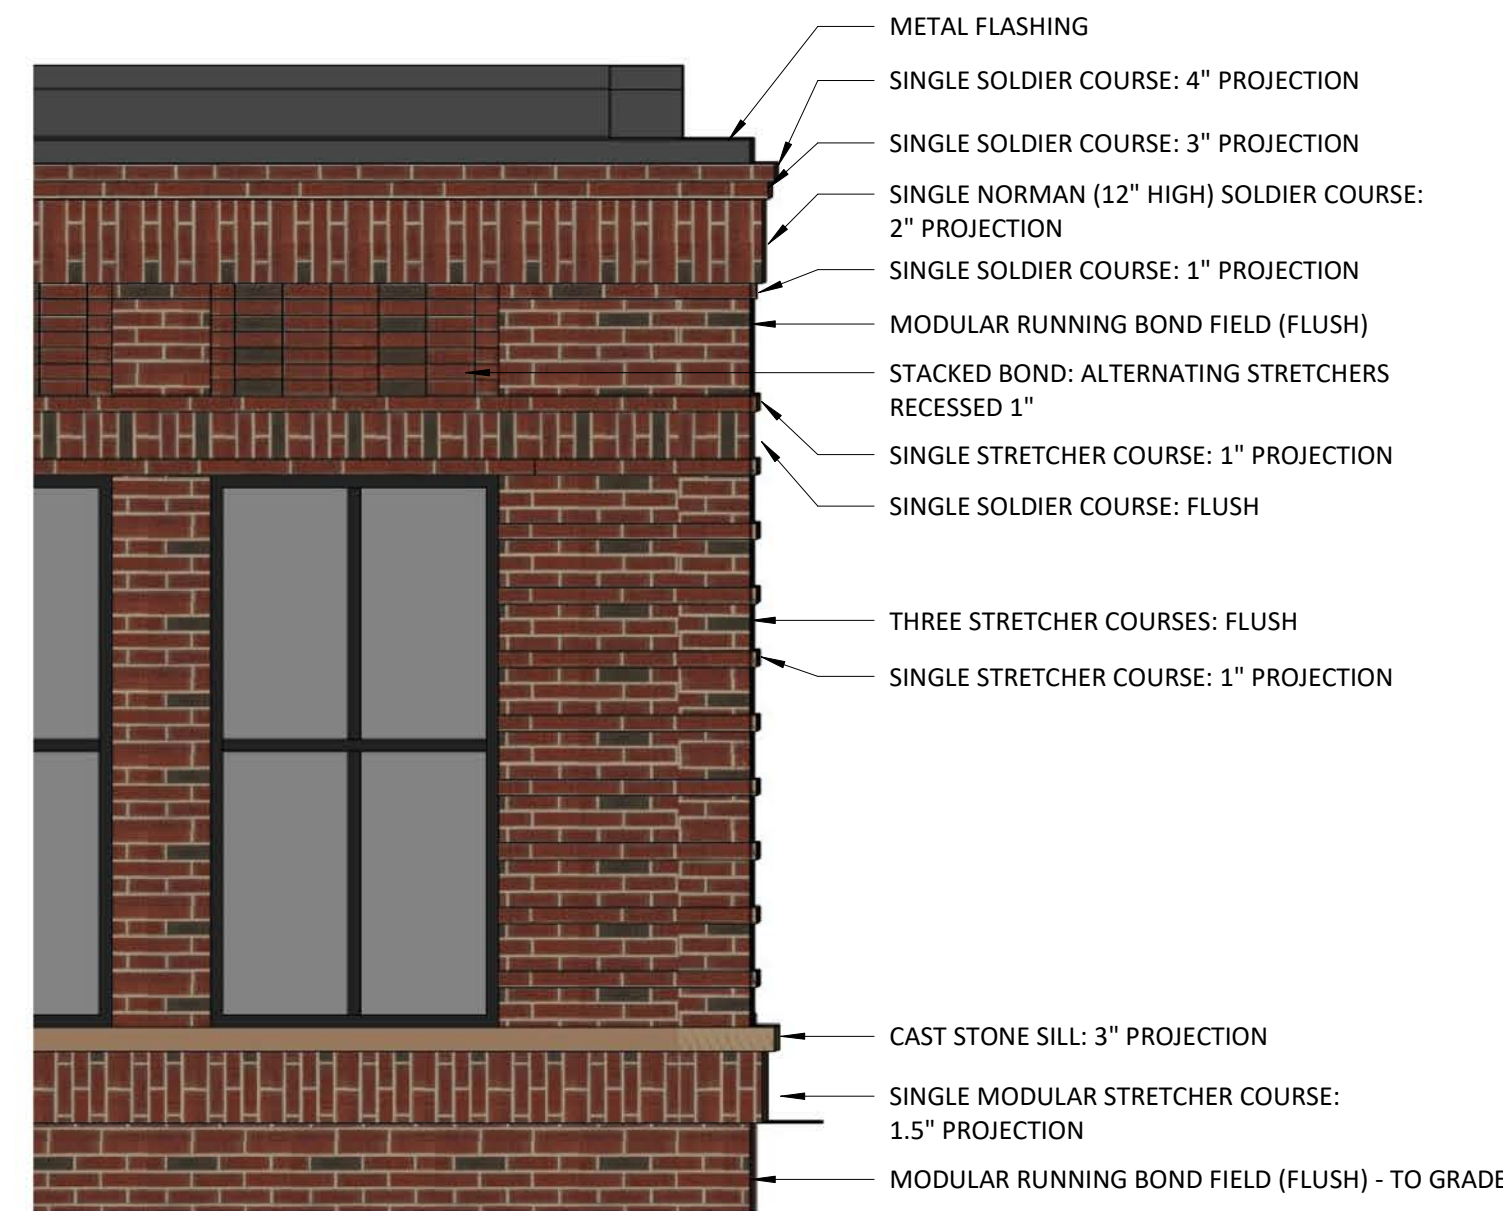 METAL FLASHING
SINGLE SOLDIER COURSE: 4" PROJECTION
SINGLE SOLDIER COURSE: 3" PROJECTION
SINGLE NORMAN (12" HIGH) SOLDIER COURSE:
2" PROJECTION
SINGLE SOLDIER COURSE: 1" PROJECTION
MODULAR RUNNING BOND FIELD (FLUSH)
STACKED BOND: ALTERNATING STRETCHERS
RECESSED 1"
SINGLE STRETCHER COURSE: 1" PROJECTION
SINGLE SOLDIER COURSE: FLUSH
THREE STRETCHER COURSES: FLUSH
SINGLE STRETCHER COURSE: 1" PROJECTION
CAST STONE SILL: 3" PROJECTION
SINGLE MODULAR STRETCHER COURSE:
1.5" PROJECTION
MODULAR RUNNING BOND FIELD (FLUSH) - TO GRADE